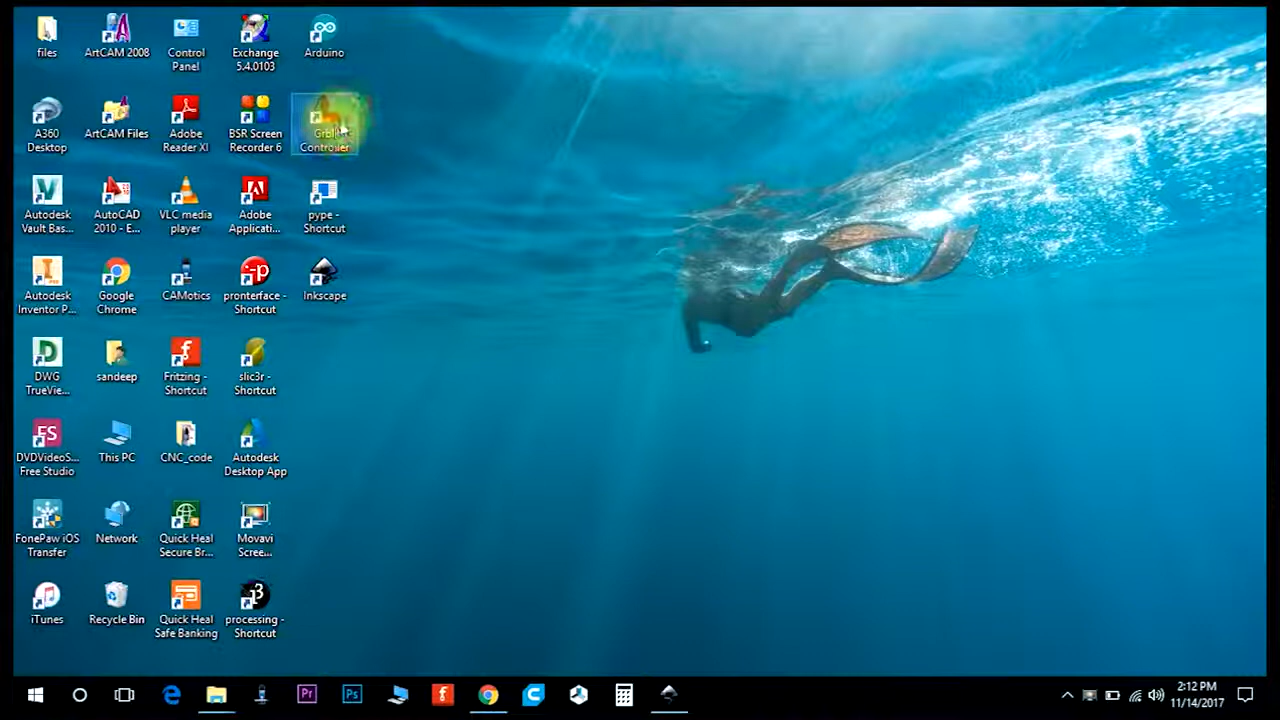 files
ArtCAM 2008
Control
Panel
Exchange
5.4.0103
Arduino
A360
Desktop
ArtCAM Files
Adobe
Reader XI
BSR Screen
Recorder 6
Controller
Autodesk
Vault Bas...
AutoCAD
2010 - E...
VLC media
player
Adobe
Applicati...
pype -
Shortcut
Autodesk
Inventor P...
Google
Chrome
CAMotics
pronterface -
Shortcut
Inkscape
DWG
TrueVie...
sandeep
Fritzing -
Shortcut
slic3r -
Shortcut
DVDVideoS...
Free Studio
This PC
CNC_code
Autodesk
Desktop App
FonePaw iOS
Transfer
Network
Quick Heal
Secure Br...
Movavi
Scree...
iTunes
Recycle Bin
Quick Heal
Safe Banking
processing -
Shortcut
2:12 PM
11/14/2017